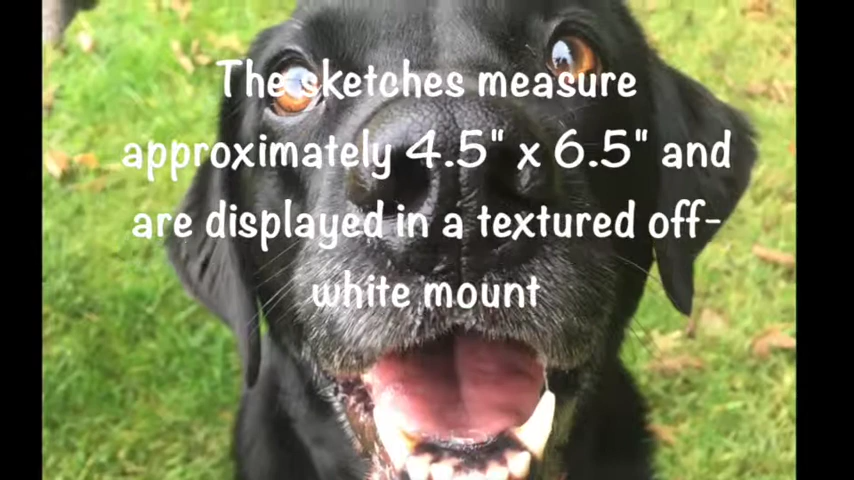 The sketches measure
approximately 4.5" x 6.5" and
are displayed in a textured off-
white mount